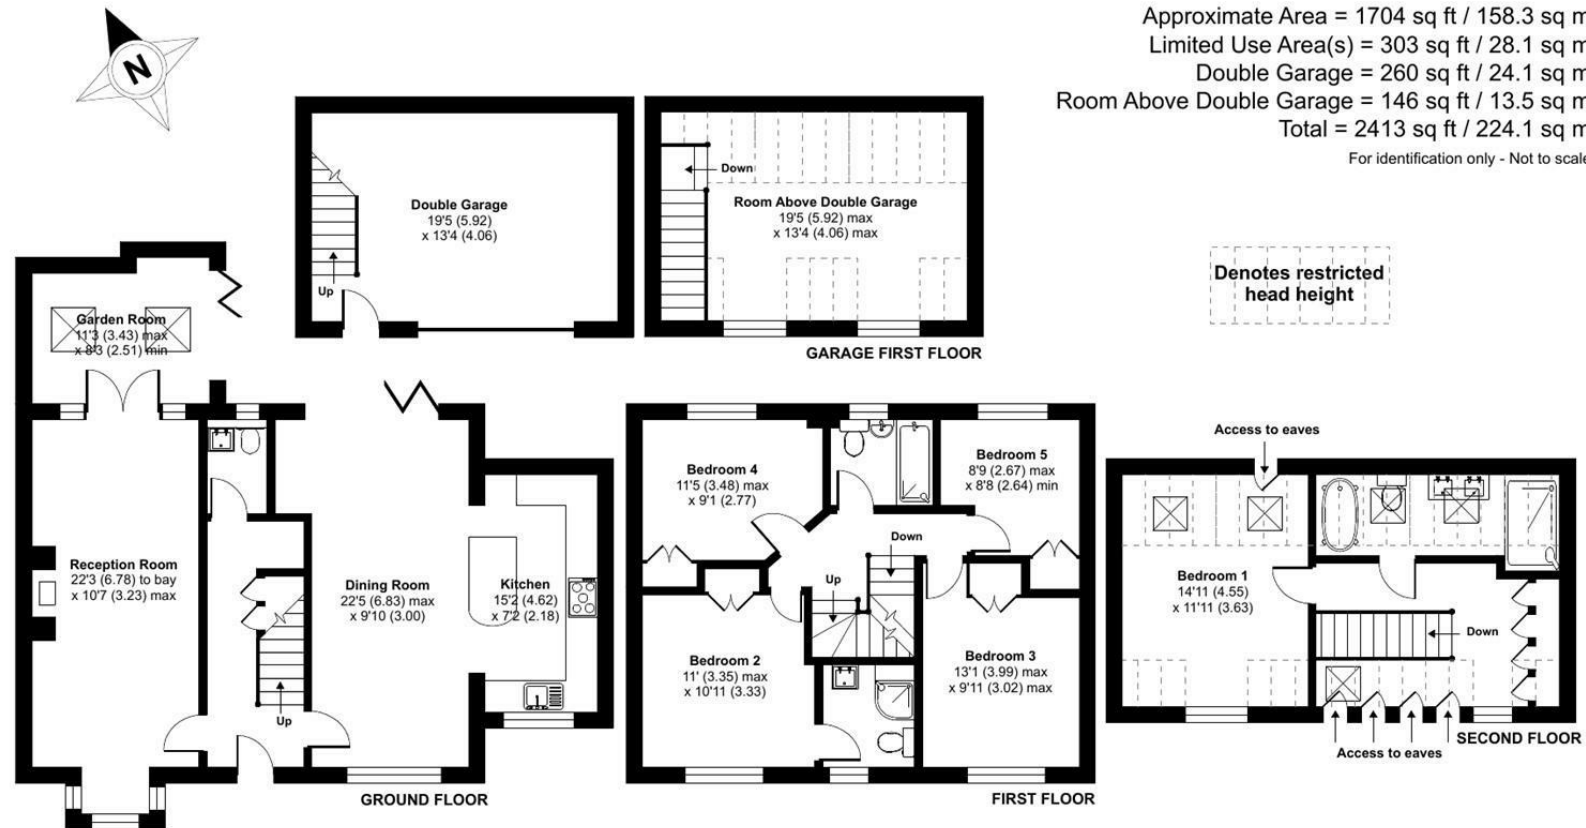 Approximate Area = 1704 sq ft / 158.3 sq m
Limited Use Area(s) = 303 sq ft / 28.1 sq m
Double Garage = 260 sq ft / 24.1 sq m
Room Above Double Garage = 146 sq ft / 13.5 sq m
Total = 2413 sq ft / 224.1 sq m
For identification only - Not to scale
N
Double Garage
19'5 (5.92)
x 13'4 (4.06)
Up
Down
Room Above Double Garage
19'5 (5.92) max
x 13'4 (4.06) max
GARAGE FIRST FLOOR
Denotes restricted
head height
Garden Room
11'3 (3.43) max
x 8'3 (2.51) min
Reception Room
22'3 (6.78) to bay
x 10'7 (3.23) max
Up
Dining Room
22'5 (6.83) max
x 9'10 (3.00)
Kitchen
15'2 (4.62)
x 7'2 (2.18)
GROUND FLOOR
Bedroom 4
11'5 (3.48) max
x 9'1 (2.77)
Bedroom 5
8'9 (2.67) max
x 8'8 (2.64) min
Down
Up
Bedroom 2
11' (3.35) max
x 10'11 (3.33)
Bedroom 3
13'1 (3.99) max
x 9'11 (3.02) max
FIRST FLOOR
Access to eaves
Bedroom 1
14'11 (4.55)
x 11'11 (3.63)
Down
Access to eaves
SECOND FLOOR